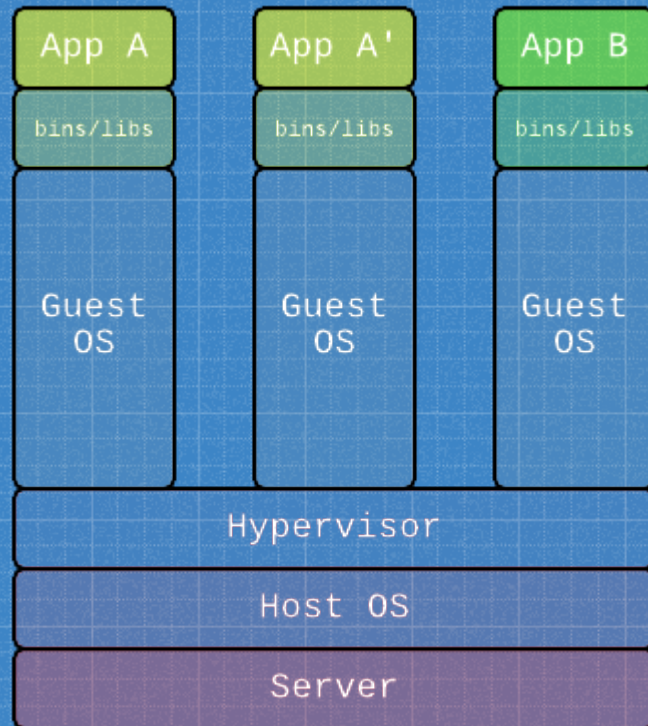 App A
App A'
App B
bins/libs
bins/libs
bins/libs
Guest
OS
Guest
OS
Guest
OS
Hypervisor
Host OS
Server